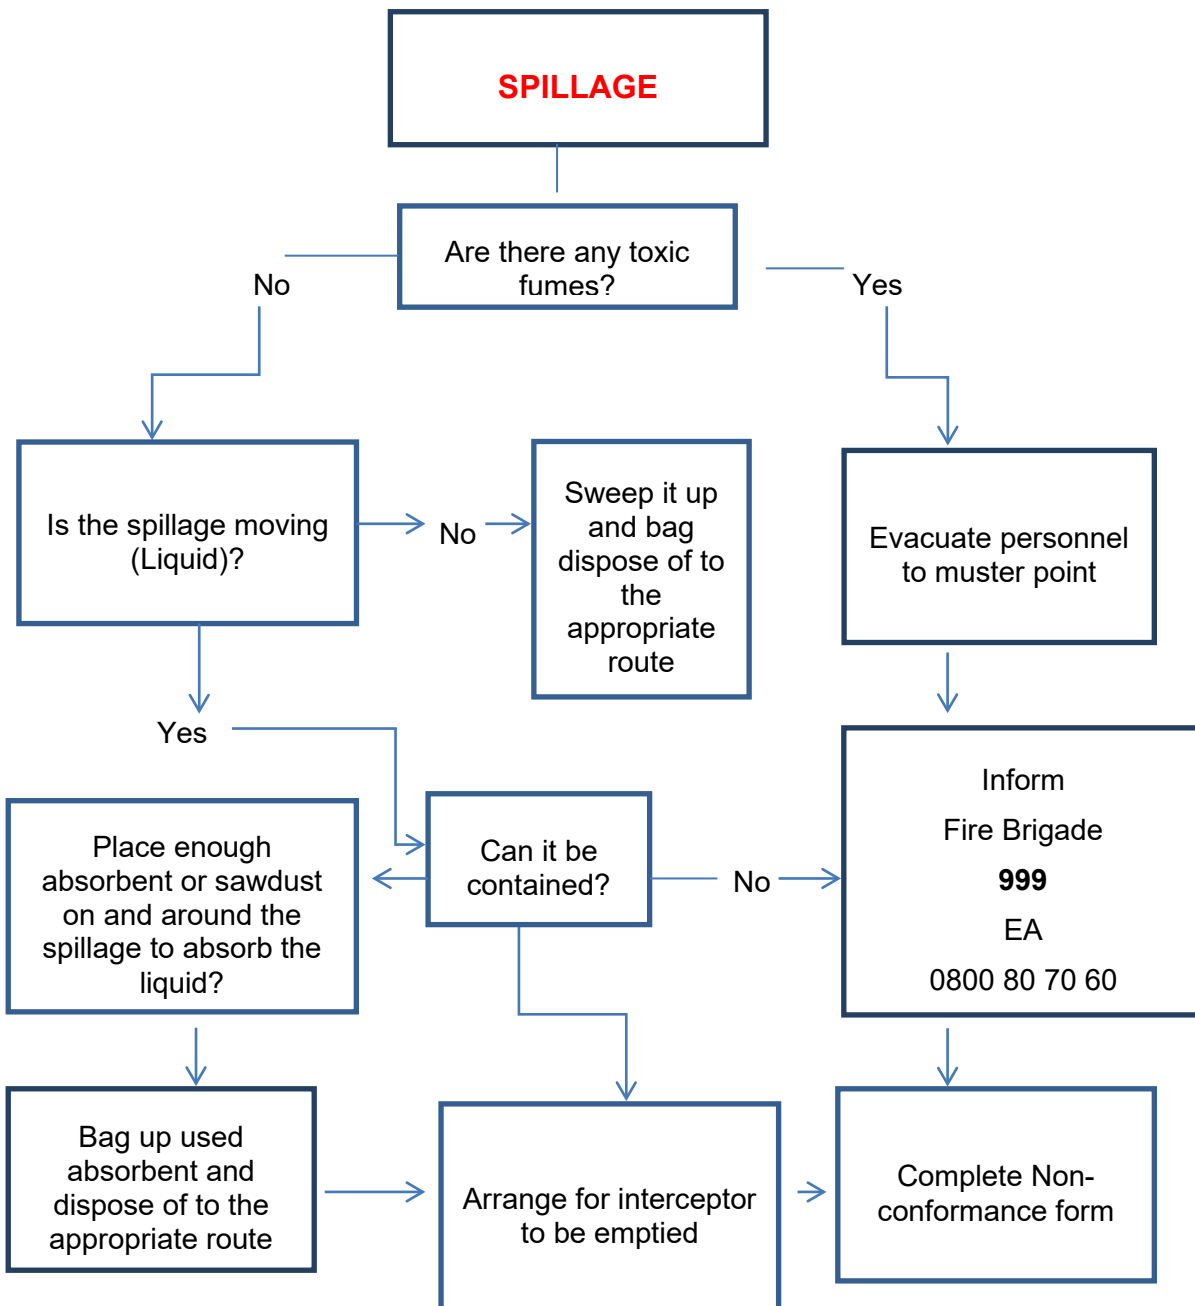 SPILLAGE
Are there any toxic
fumes?
No
Yes
Is the spillage moving
(Liquid)?
No
Sweep it up
and bag
dispose of to
the
appropriate
route
Evacuate personnel
to muster point
Yes
Place enough
absorbent or sawdust
on and around the
spillage to absorb the
liquid?
Can it be
contained?
No
Inform
Fire Brigade
999
EA
0800 80 70 60
Bag up used
absorbent and
dispose of to the
appropriate route
Arrange for interceptor
to be emptied
Complete Non-
conformance form